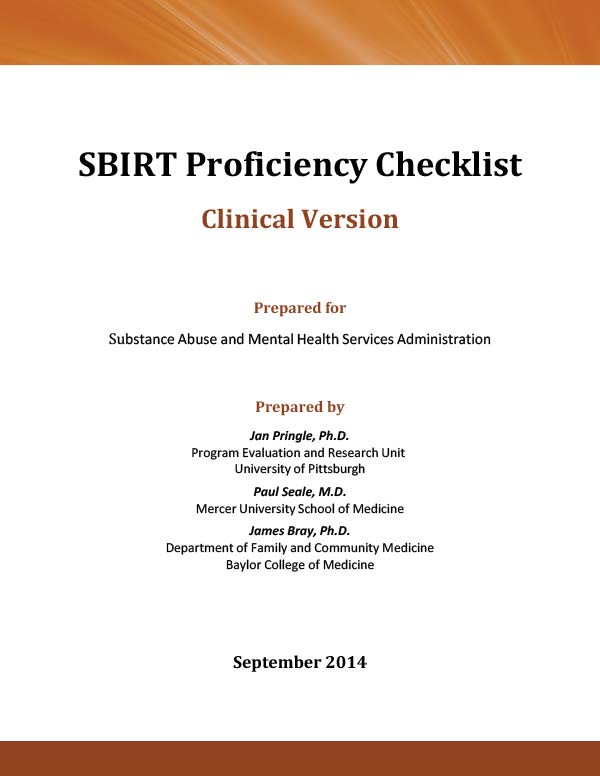 SBIRT Proficiency Checklist
Clinical Version
Prepared for
Substance Abuse and Mental Health Services Administration
Prepared by
Jan Pringle, Ph.D.
Program Evaluation and Research Unit
University of Pittsburgh
Paul Seale, M.D.
Mercer University School of Medicine
James Bray, Ph.D.
Department of Family and Community Medicine
Baylor College of Medicine
September 2014